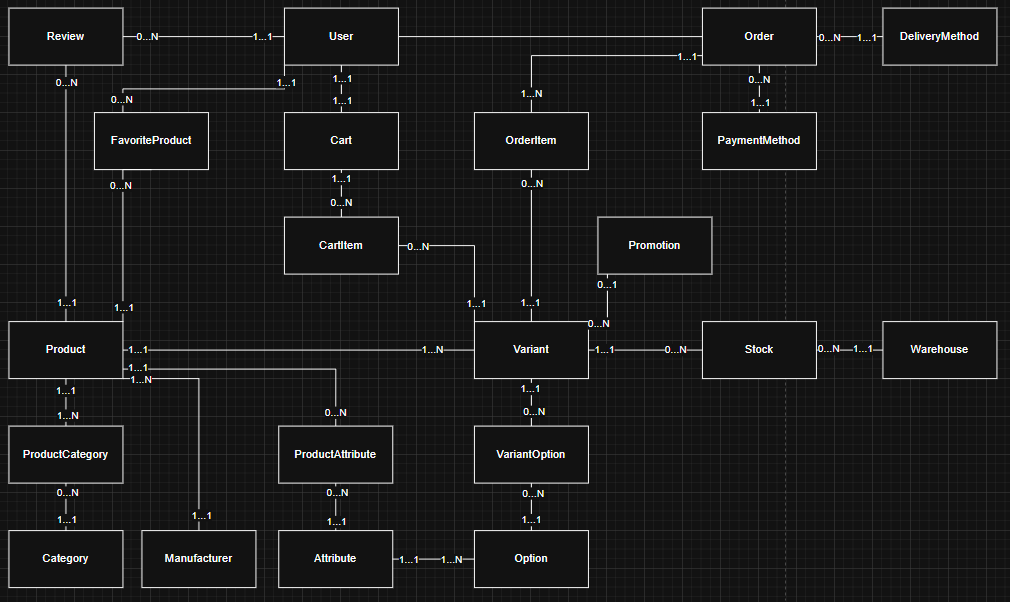 Review
0...N
1...1
User
Order
0...N
1...1
DeliveryMethod
0...N
1...1
1...1
1...1
0...N
0...N
1...1
1...N
1...1
FavoriteProduct
Cart
OrderItem
PaymentMethod
0...N
1...1
0...N
0...N
CartItem
0...N
Promotion
0...1
1...1
1...1
1...1
1...1
0...N
Product
1...1
1...N
Variant
1...1
0...N
Stock
0...N
1...1
Warehouse
1...1
1...N
1...1
1...1
1...N
0...N
0...N
ProductCategory
ProductAttribute
VariantOption
0...N
0...N
0...N
1...1
1...1
1...1
1...1
Category
Manufacturer
Attribute
1...1
1...N
Option